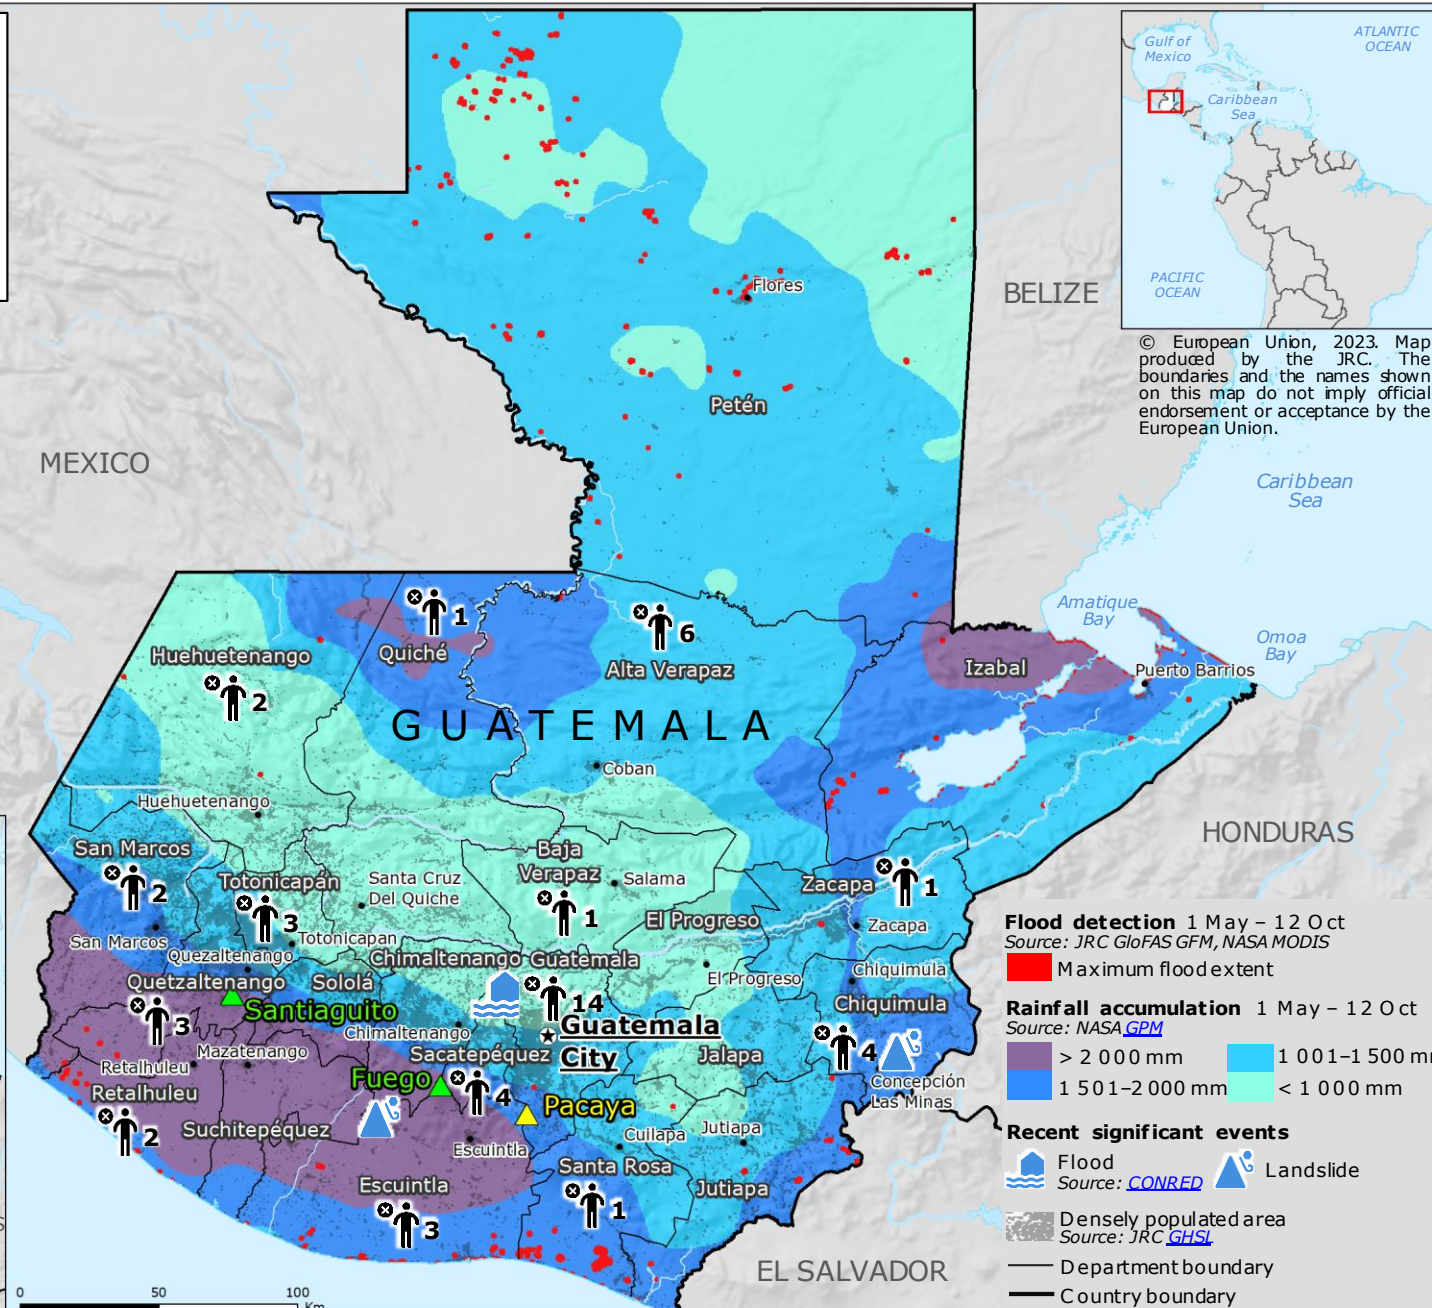 Gulf of
Mexico
ATLANTIC
OCEAN
Caribbean
Sea
PACIFIC
OCEAN
© European Union, 2023. Map
produced by the JRC. The
boundaries and the names shown
on this map do not imply official
endorsement or acceptance by the
European Union.
BELIZE
Flores
Petén
MEXICO
Caribbean
Sea
Amatique
Bay
Omoa
Bay
1
6
Huehuetenango
Quiché
Alta Verapaz
Izabal
Puerto Barrios
2
GUATEMALA
Coban
Huehuetenango
HONDURAS
San Marcos
2
Totonicapán
3
Santa Cruz
Del Quiche
Baja
Verapaz
Salama
1
Zacapa
1
El Progreso
Zacapa
San Marcos
Totonicapan
Quezaltenango
Chimaltenango
Guatemala
El Progreso
Chiquimula
Quetzaltenango
Sololá
14
Chiquimula
Santiaguito
3
Guatemala
City
Chimaltenango
Mazatenango
Sacatepéquez
Jalapa
4
Retalhuleu
Retalhuleu
Fuego
4
Pacaya
Concepción
Las Minas
2
Suchitepéquez
Escuintla
Cuilapa
Jutiapa
Santa Rosa
Escuintla
Jutiapa
1
3
EL SALVADOR
0 50 100
Km
Flood detection 1 May – 12 Oct
Source: JRC GloFAS GFM, NASA MODIS
Maximum flood extent
Rainfall accumulation 1 May – 12 Oct
Source: NASA GPM
> 2 000 mm
1 001–1 500 m
1 501–2 000 mm
< 1 000 mm
Recent significant events
Flood
Source: CONRED
Landslide
Densely populated area
Source: JRC GHSL
Department boundary
Country boundary